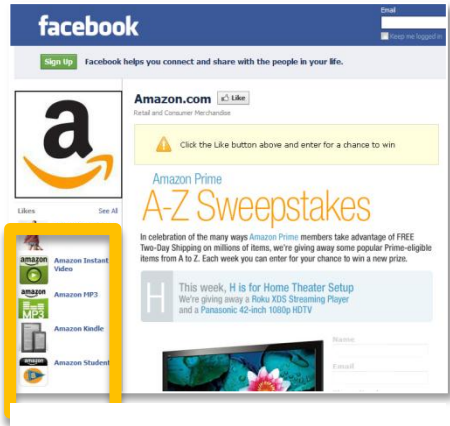 facebook
Email
Keep me logged in
Sign Up
Facebook helps you connect and share with the people in your life.
a
Amazon.com
Like
Retail and Consumer Merchandise
Click the Like button above and enter for a chance to win
Amazon Prime
A-Z Sweepstakes
In celebration of the many ways Amazon Prime members take advantage of FREE
Two-Day Shipping on millions of items, we're giving away some popular Prime-eligible
items from A to Z. Each week you can enter for your chance to win a new prize.
H
This week, H is for Home Theater Setup
We're giving away a Roku XDS Streaming Player
and a Panasonic 42-inch 1080p HDTV
Name
Email
Likes
See All
amazon
Amazon Instant
Video
amazon
MP3
Amazon MP3
Amazon Kindle
amazon
Amazon Student